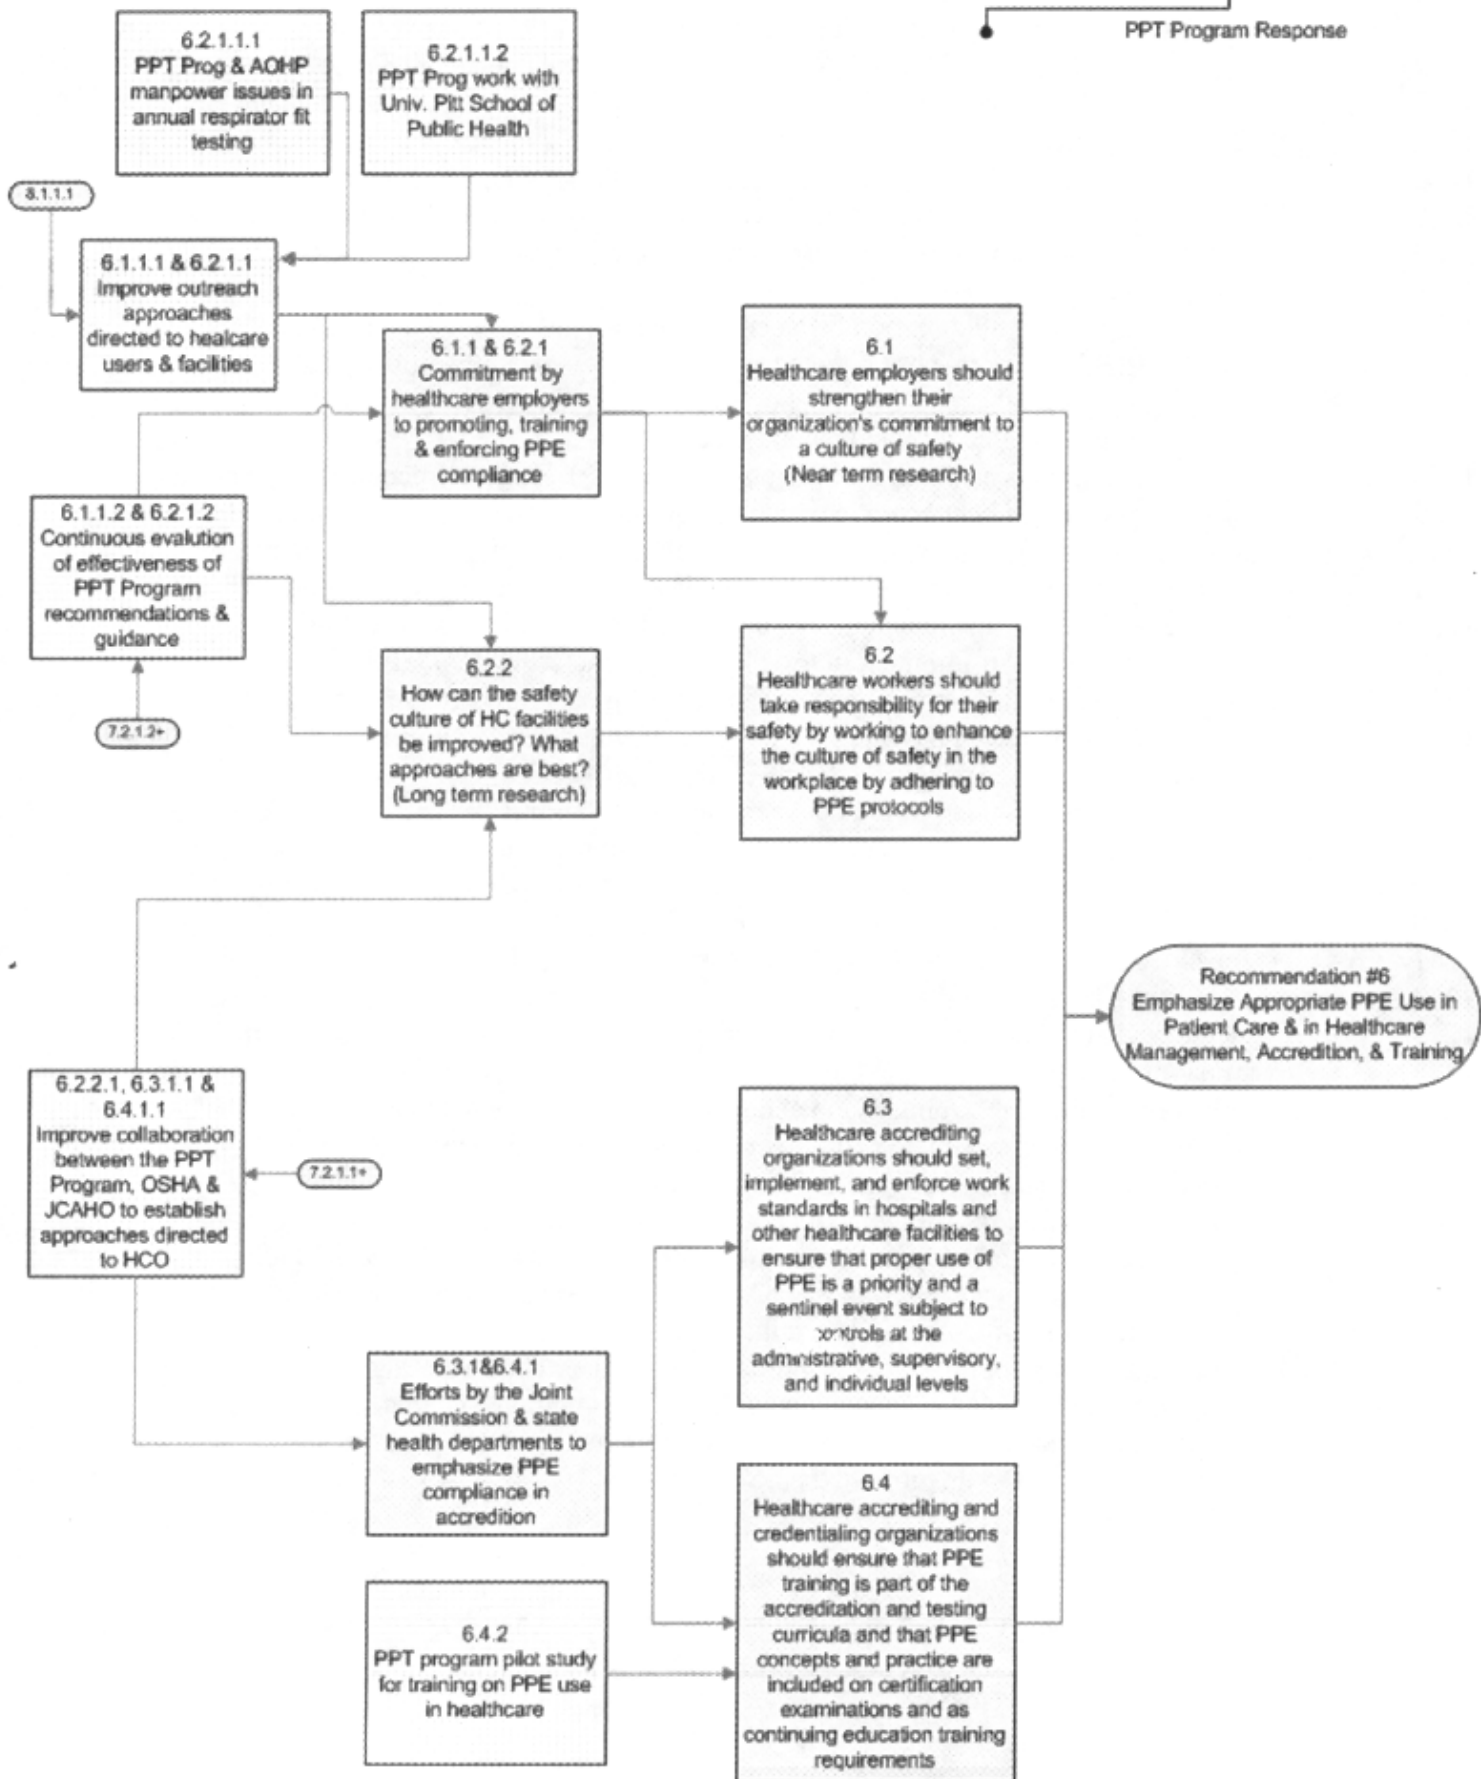 PPT Program Response
6.2.1.1.1
PPT Prog & AOHP
manpower issues in
annual respirator fit
testing
6.2.1.1.2
PPT Prog work with
Univ. Pitt School of
Public Health
8.1.1.1
6.1.1.1 & 6.2.1.1
Improve outreach
approaches
directed to healcare
users & facilities
6.1.1 & 6.2.1
Commitment by
healthcare employers
to promoting, training
& enforcing PPE
compliance
6.1
Healthcare employers should
strengthen their
organization's commitment to
a culture of safety
(Near term research)
6.1.1.2 & 6.2.1.2
Continuous evalution
of effectiveness of
PPT Program
recommendations &
guidance
7.2.1.2+
6.2.2
How can the safety
culture of HC facilities
be improved? What
approaches are best?
(Long term research)
6.2
Healthcare workers should
take responsibility for their
safety by working to enhance
the culture of safety in the
workplace by adhering to
PPE protocols
Recommendation #6
Emphasize Appropriate PPE Use in
Patient Care & in Healthcare
Management, Accredition, & Training
6.2.2.1, 6.3.1.1 &
6.4.1.1
Improve collaboration
between the PPT
Program, OSHA &
JCAHO to establish
approaches directed
to HCO
7.2.1.1+
6.3
Healthcare accrediting
organizations should set,
implement, and enforce work
standards in hospitals and
other healthcare facilities to
ensure that proper use of
PPE is a priority and a
sentinel event subject to
controls at the
administrative, supervisory,
and individual levels
6.3.1&6.4.1
Efforts by the Joint
Commission & state
health departments to
emphasize PPE
compliance in
accredition
6.4
Healthcare accrediting and
credentialing organizations
should ensure that PPE
training is part of the
accreditation and testing
curricula and that PPE
concepts and practice are
included on certification
examinations and as
continuing education training
requirements
6.4.2
PPT program pilot study
for training on PPE use
in healthcare